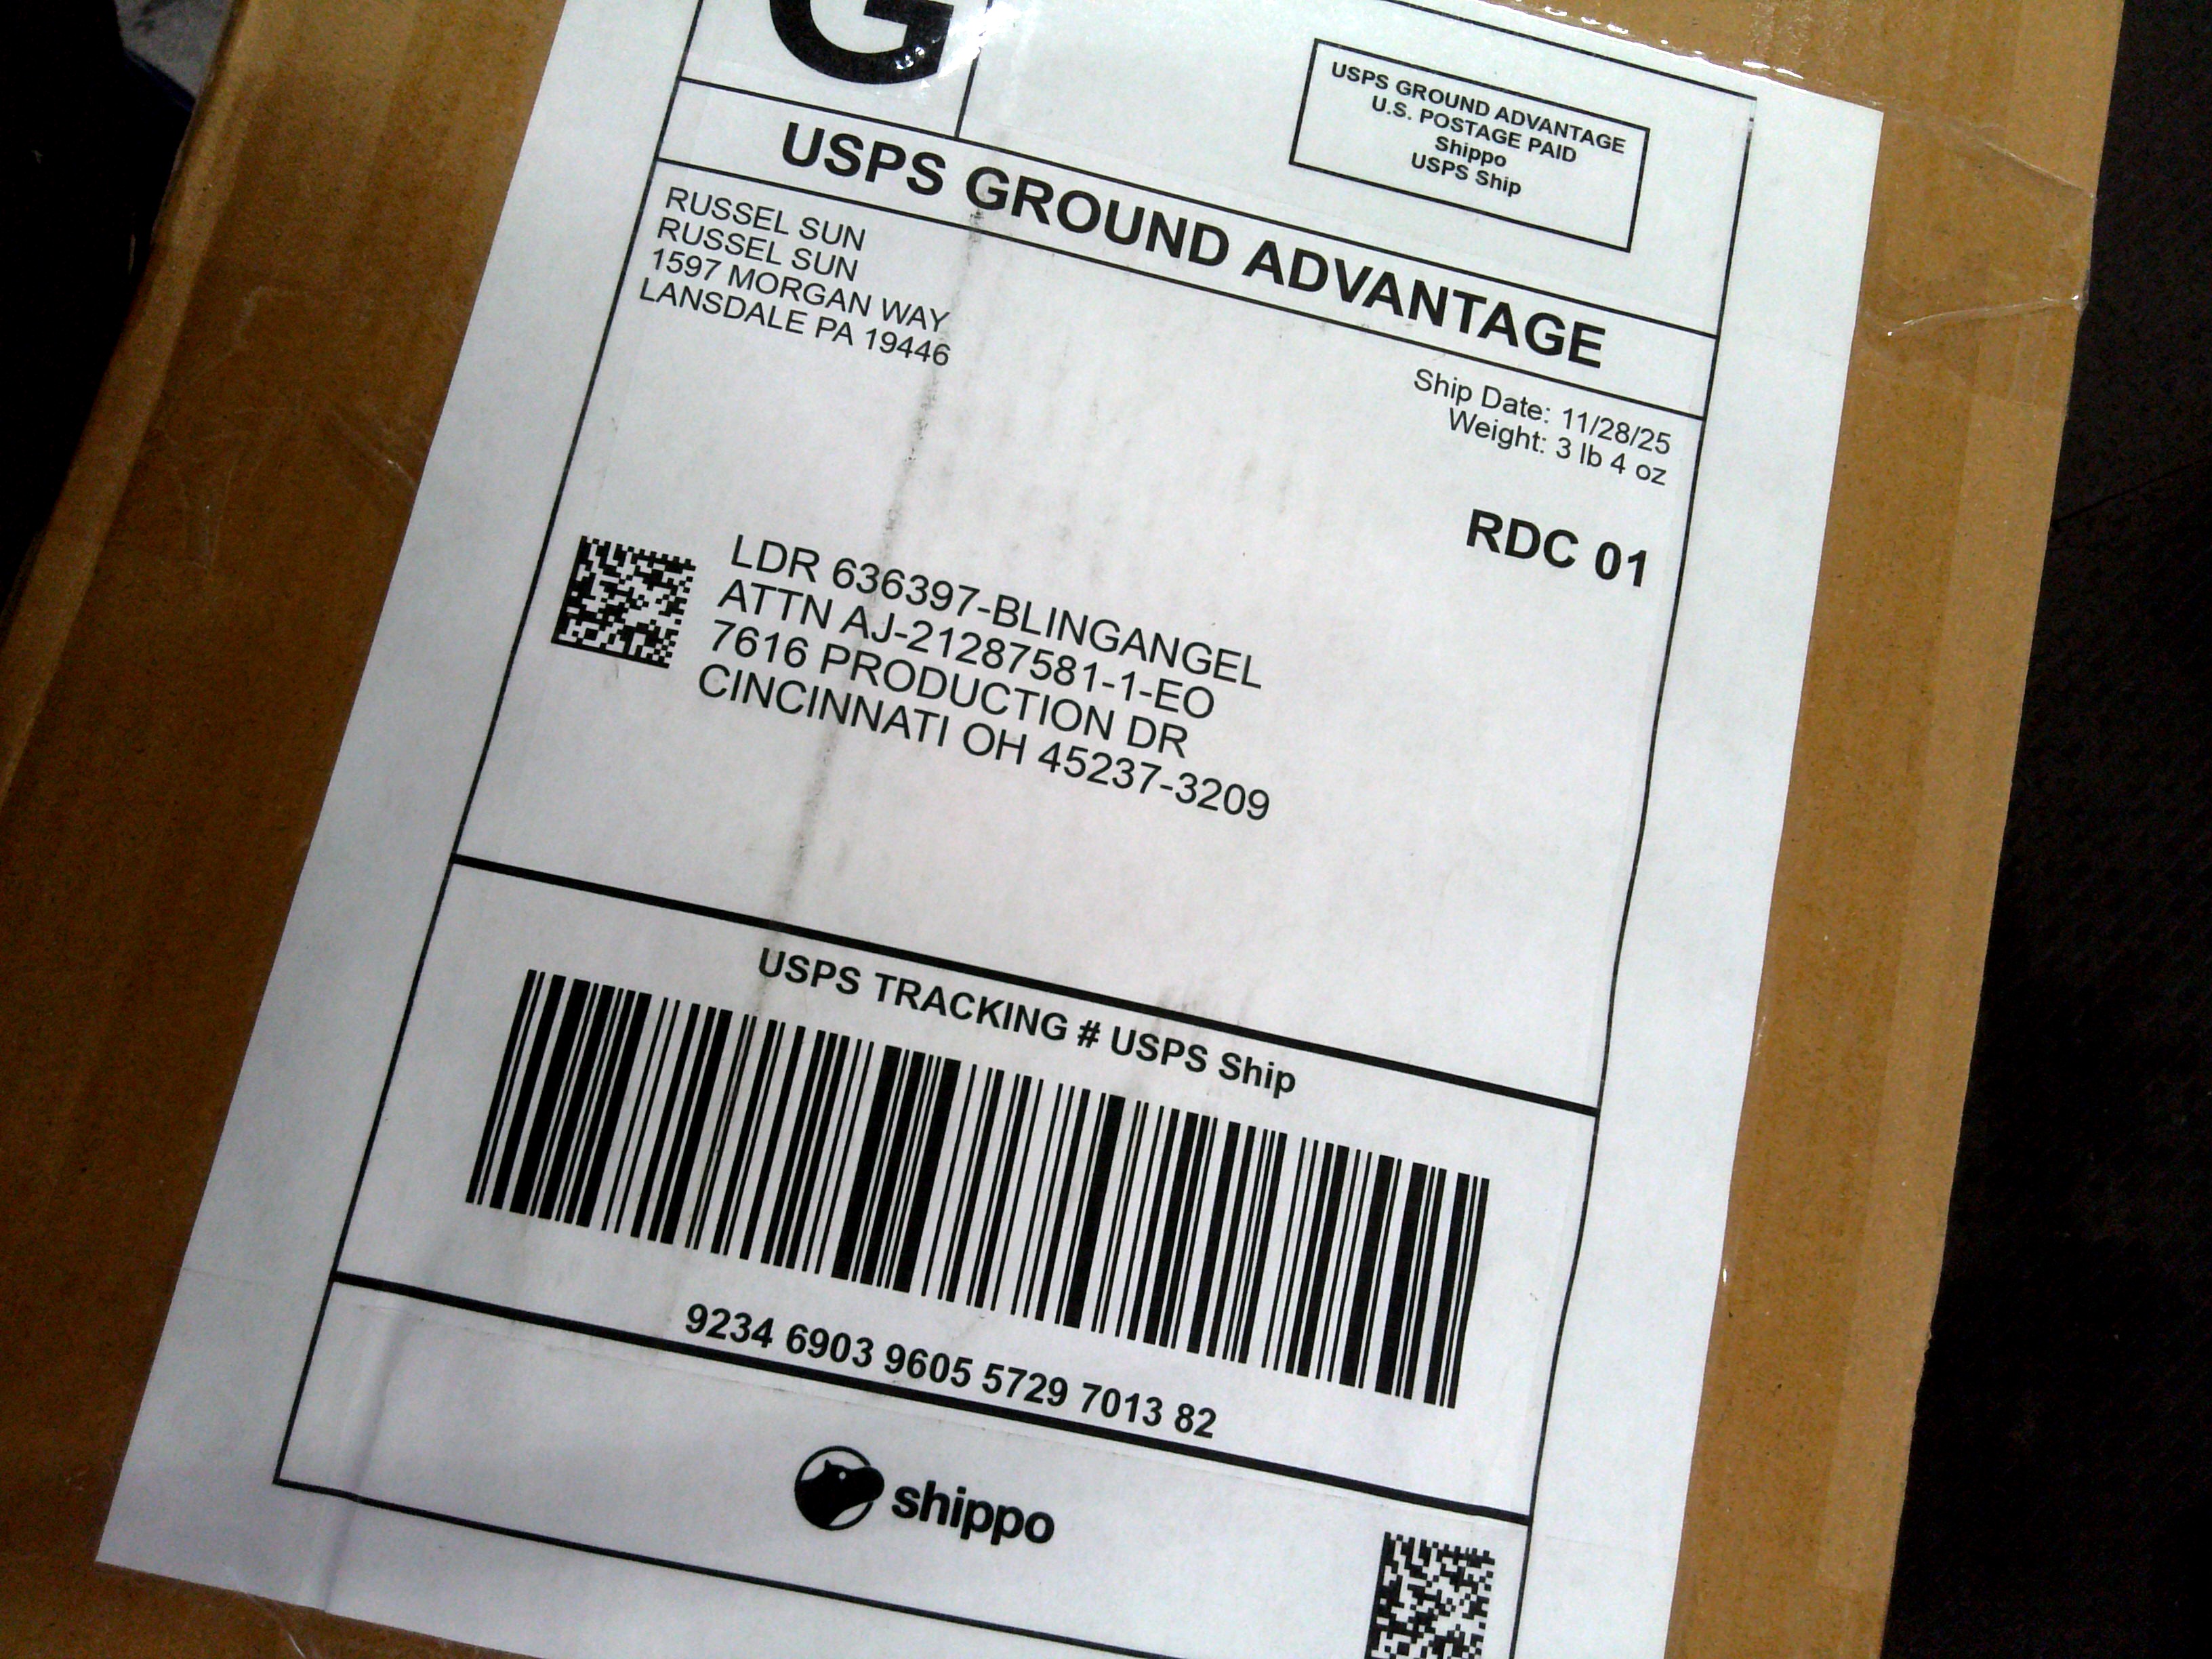 G
USPS GROUND ADVANTAGE
U.S. POSTAGE PAID
Shippo
USPS Ship
USPS GROUND ADVANTAGE
RUSSEL SUN
RUSSEL SUN
1597 MORGAN WAY
LANSDALE PA 19446
Ship Date: 11/28/25
Weight: 3 lb 4 oz
RDC 01
LDR 636397-BLINGANGEL
ATTN AJ-21287581-1-EO
7616 PRODUCTION DR
CINCINNATI OH 45237-3209
USPS TRACKING # USPS Ship
9234 6903 9605 5729 7013 82
shippo